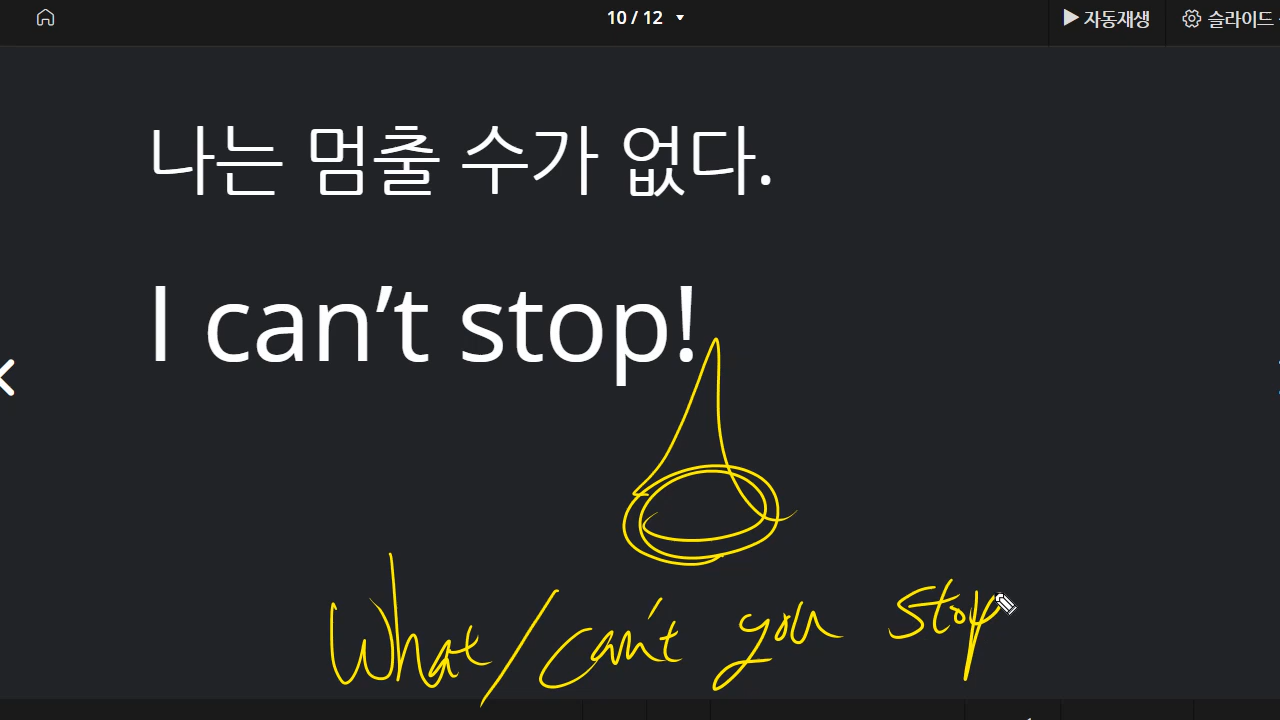 10 / 12
자동재생
슬라이드
나는 멈출 수가 없다.
I can’t stop!
What / can't you stop